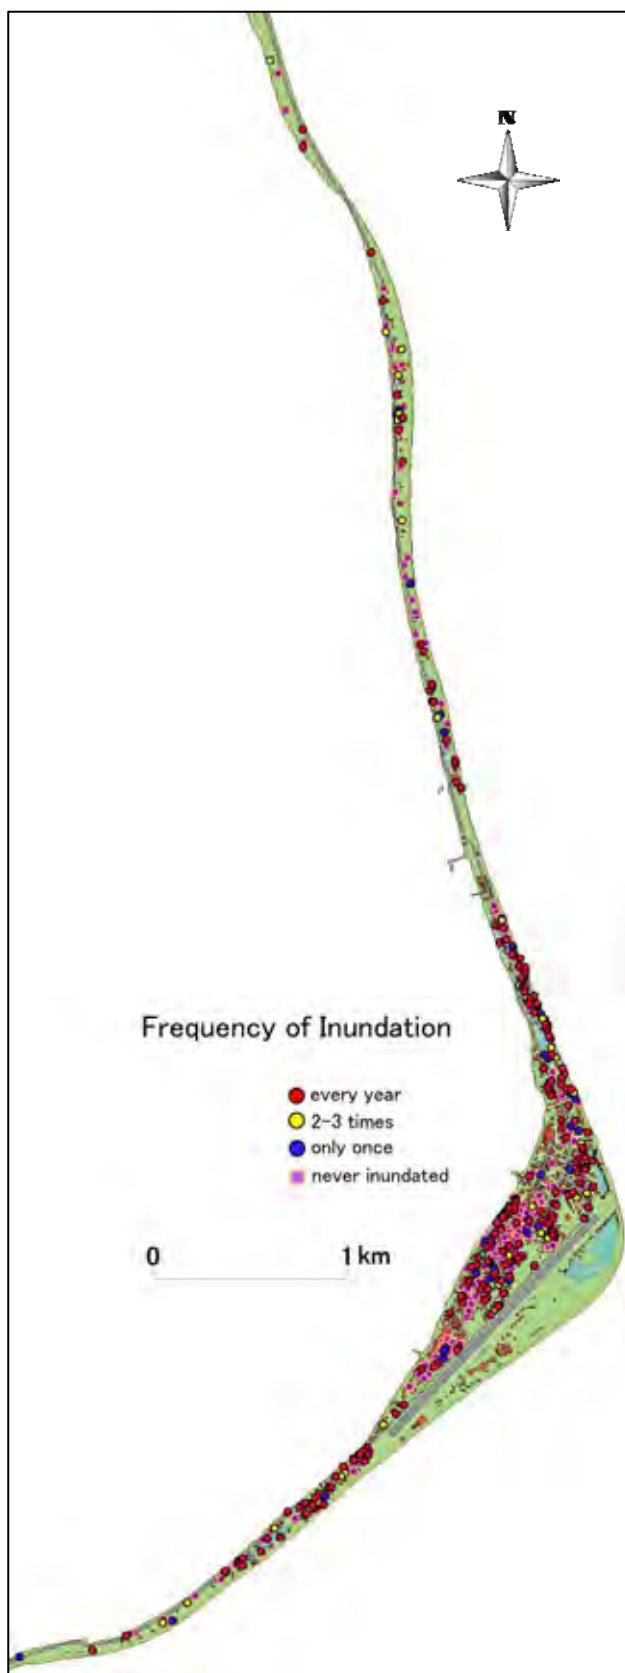 N
Frequency of Inundation
every year
2-3 times
only once
never inundated
0 1 km